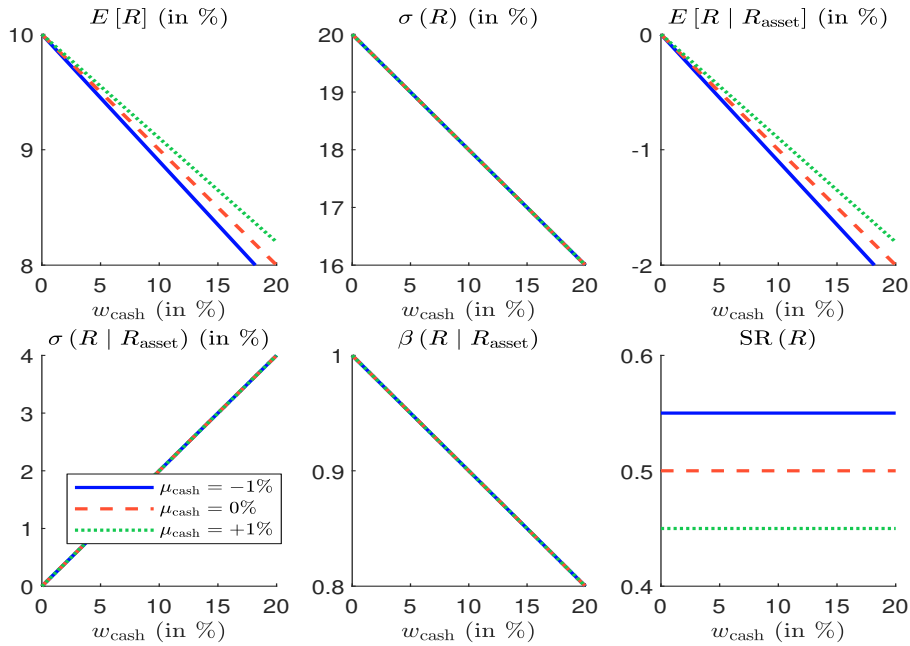 E [R] (in %)
σ (R) (in %)
E [R | R_asset] (in %)
10
9
8
0 5 10 15 20
w_cash (in %)
20
19
18
17
16
0 5 10 15 20
w_cash (in %)
0
-1
-2
0 5 10 15 20
w_cash (in %)
σ (R | R_asset) (in %)
β (R | R_asset)
SR (R)
4
3
2
1
0
μ_cash = −1%
μ_cash = 0%
μ_cash = +1%
0 5 10 15 20
w_cash (in %)
1
0.9
0.8
0 5 10 15 20
w_cash (in %)
0.6
0.5
0.4
0 5 10 15 20
w_cash (in %)